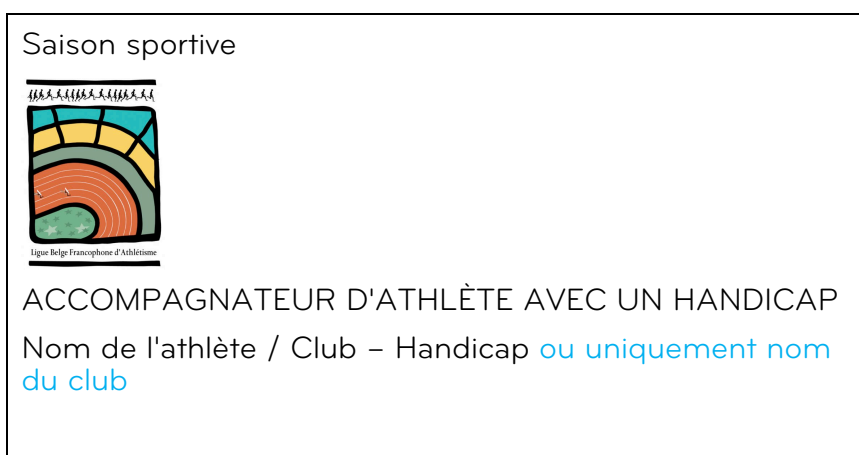 Saison sportive
Ligue Belge Francophone d'Athlétisme
ACCOMPAGNATEUR D'ATHLÈTE AVEC UN HANDICAP
Nom de l'athlète / Club – Handicap ou uniquement nom
du club